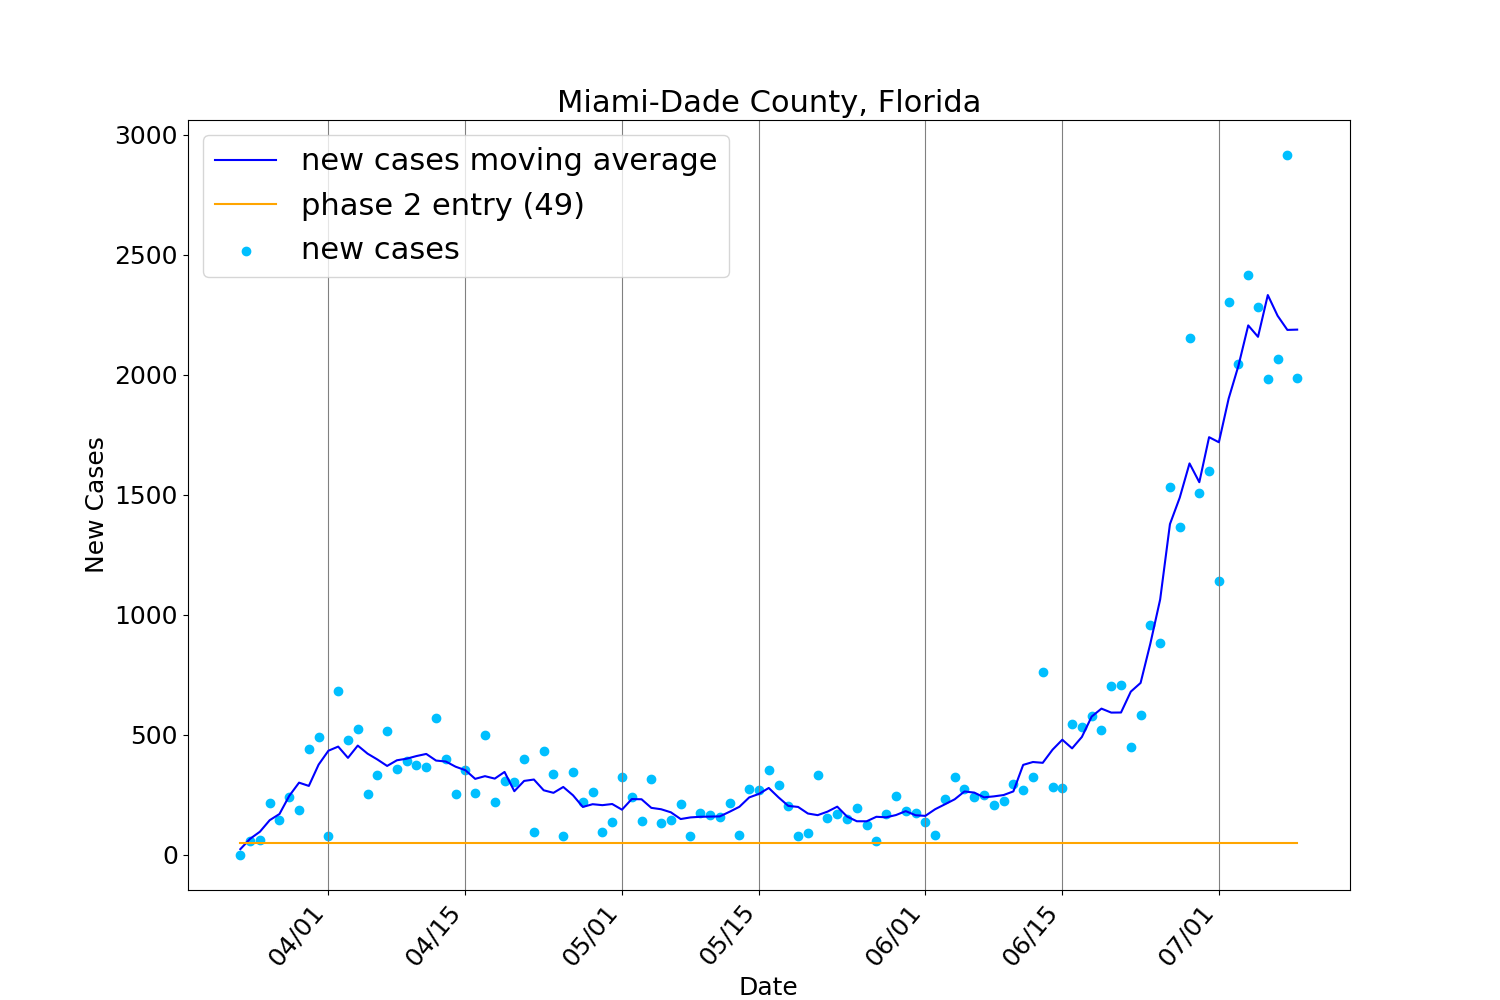 Miami-Dade County, Florida
new cases moving average
phase 2 entry (49)
new cases
3000
2500
2000
1500
1000
500
0
New Cases
04/01
04/15
05/01
05/15
06/01
06/15
07/01
Date